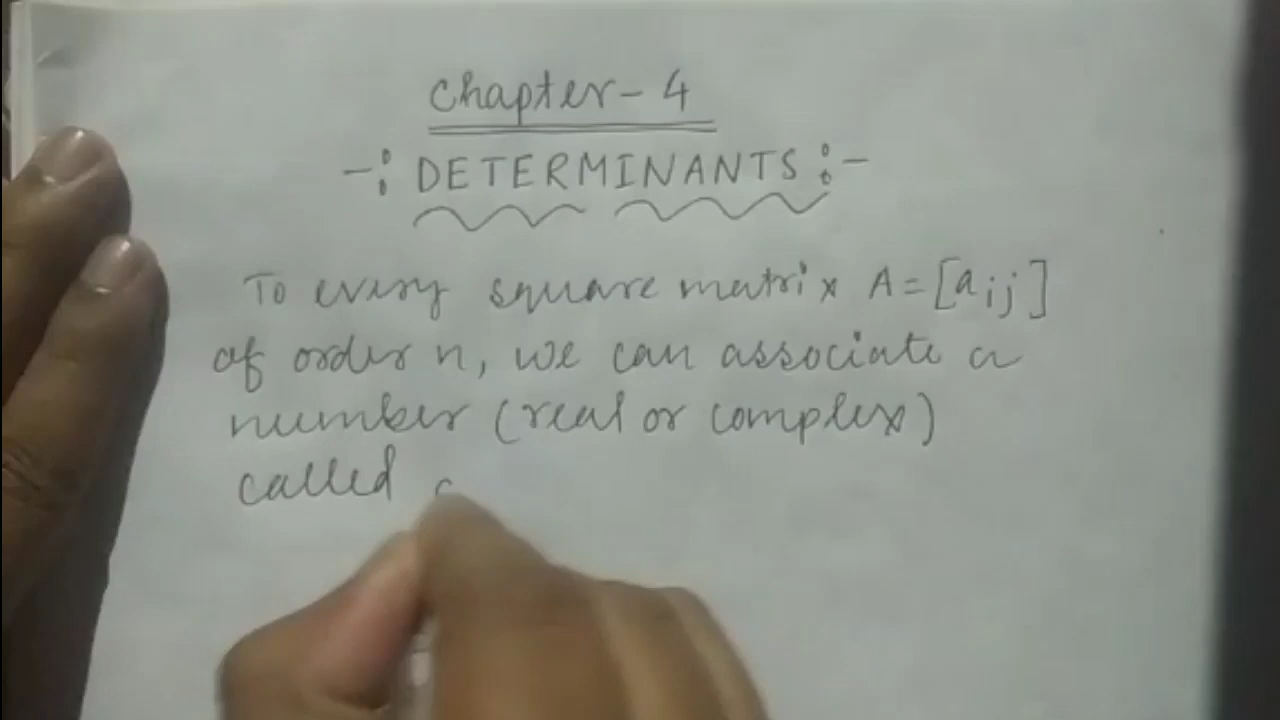 Chapter - 4
-: DETERMINANTS :-
To every square matrix A = [aij]
of order n, we can associate a
number (real or complex)
called